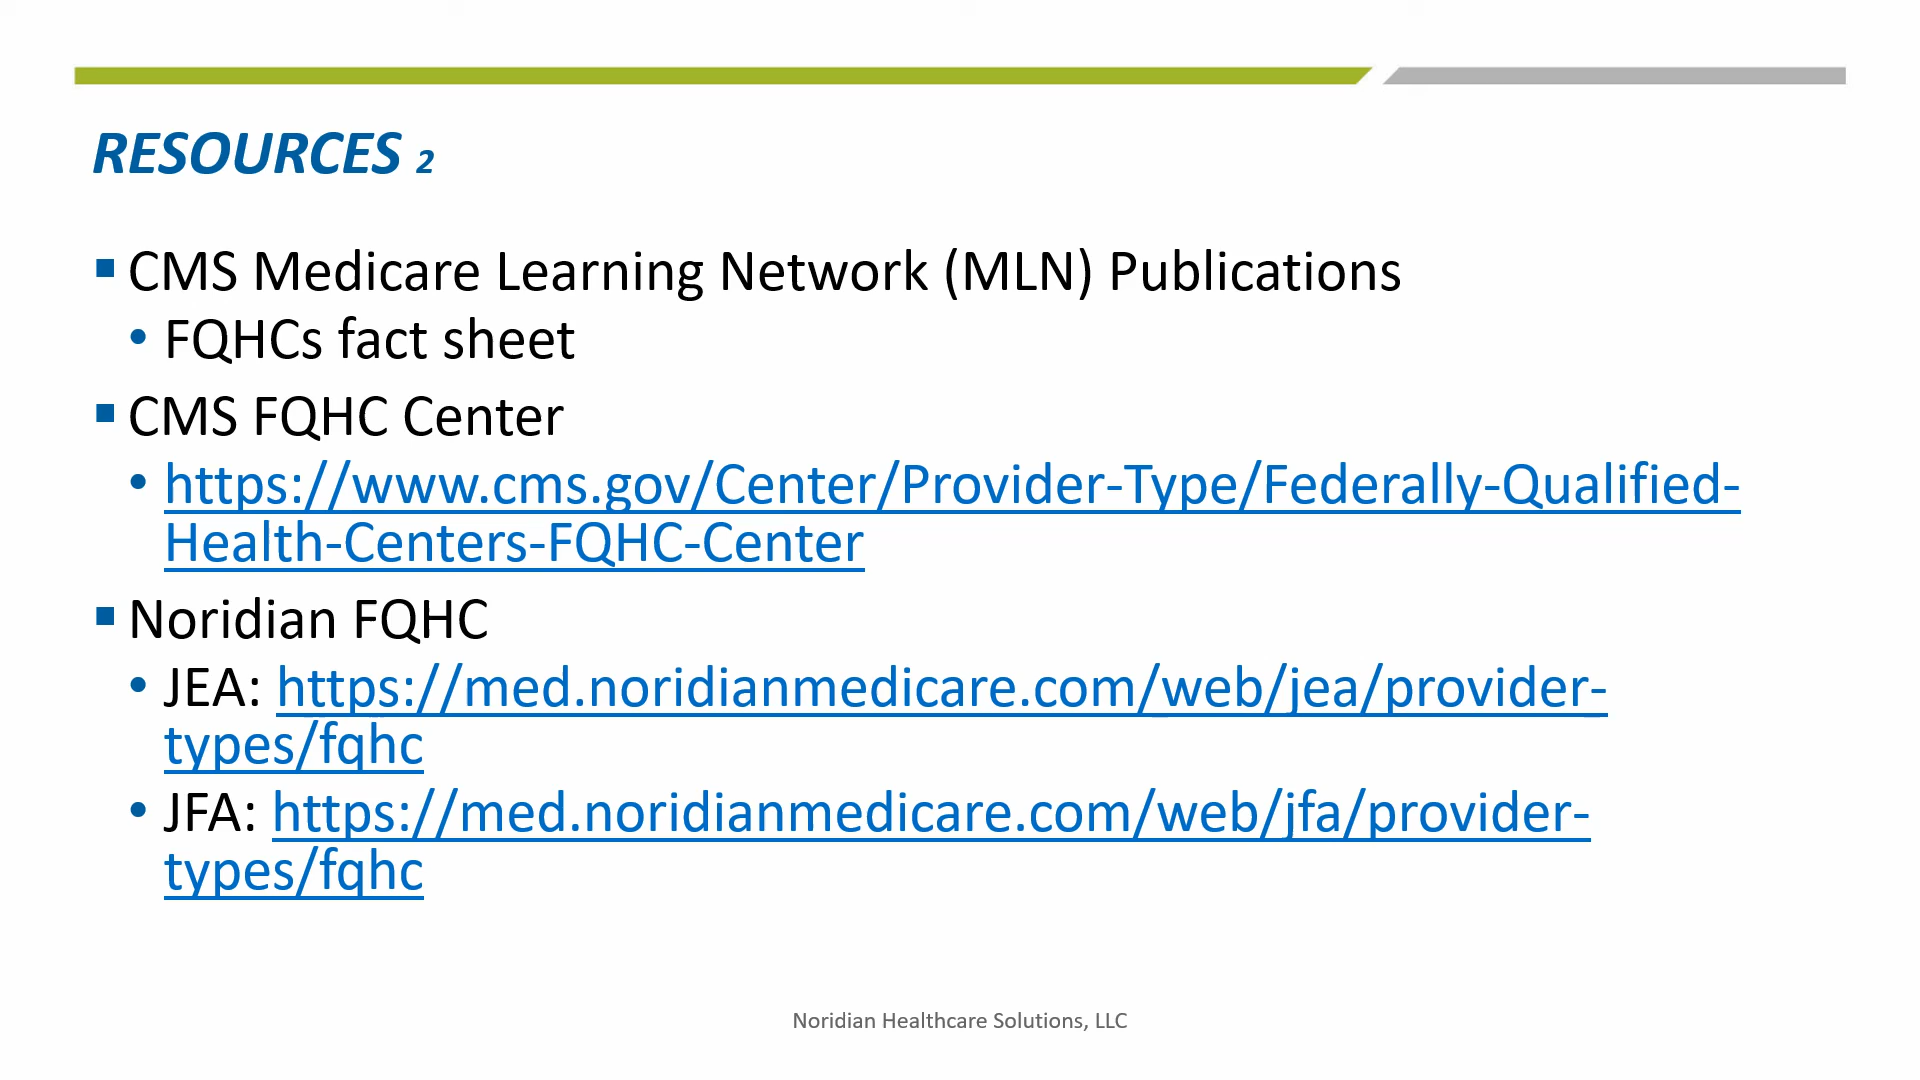 RESOURCES 2
▪ CMS Medicare Learning Network (MLN) Publications
• FQHCs fact sheet
▪ CMS FQHC Center
• https://www.cms.gov/Center/Provider-Type/Federally-Qualified-
Health-Centers-FQHC-Center
▪ Noridian FQHC
• JEA: https://med.noridianmedicare.com/web/jea/provider-
types/fqhc
• JFA: https://med.noridianmedicare.com/web/jfa/provider-
types/fqhc
Noridian Healthcare Solutions, LLC